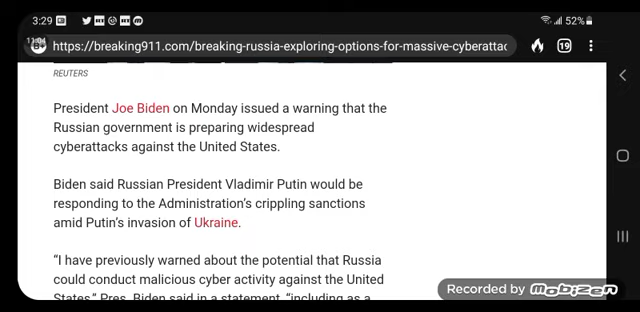 3:29
52%
11:04
https://breaking911.com/breaking-russia-exploring-options-for-massive-cyberattac
19
REUTERS
President Joe Biden on Monday issued a warning that the
Russian government is preparing widespread
cyberattacks against the United States.
Biden said Russian President Vladimir Putin would be
responding to the Administration's crippling sanctions
amid Putin's invasion of Ukraine.
"I have previously warned about the potential that Russia
could conduct malicious cyber activity against the United
States," Pres. Biden said in a statement, "including as a
Recorded by Mobizen